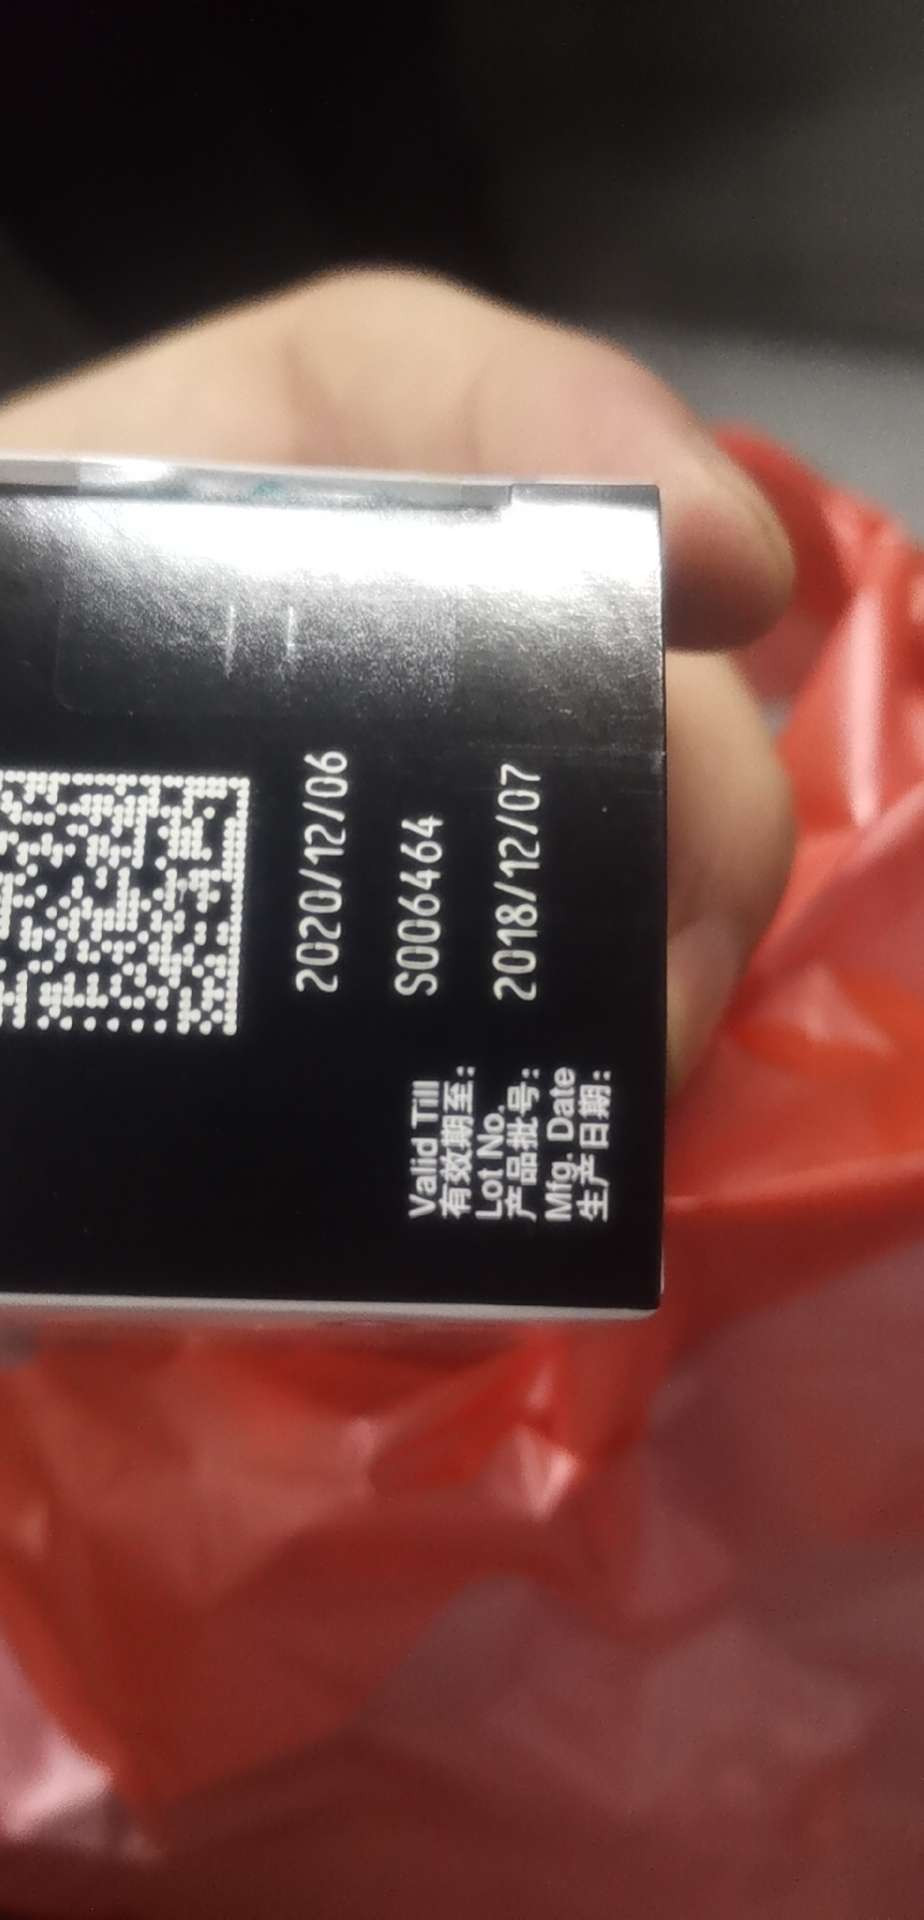 2020/12/06
S006464
2018/12/07
Valid Till
有效期至:
Lot No.
产品批号:
Mfg. Date
生产日期: